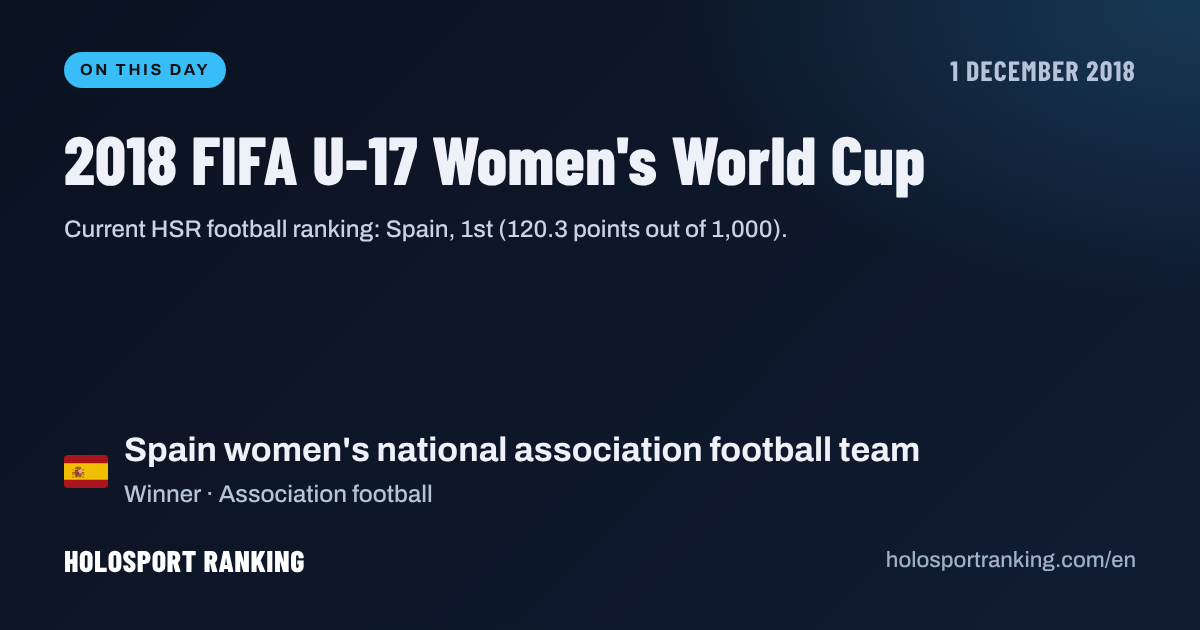 ON THIS DAY
1 DECEMBER 2018
2018 FIFA U-17 Women's World Cup
Current HSR football ranking: Spain, 1st (120.3 points out of 1,000).
Spain women's national association football team
Winner · Association football
HOLOSPORT RANKING
holosportranking.com/en